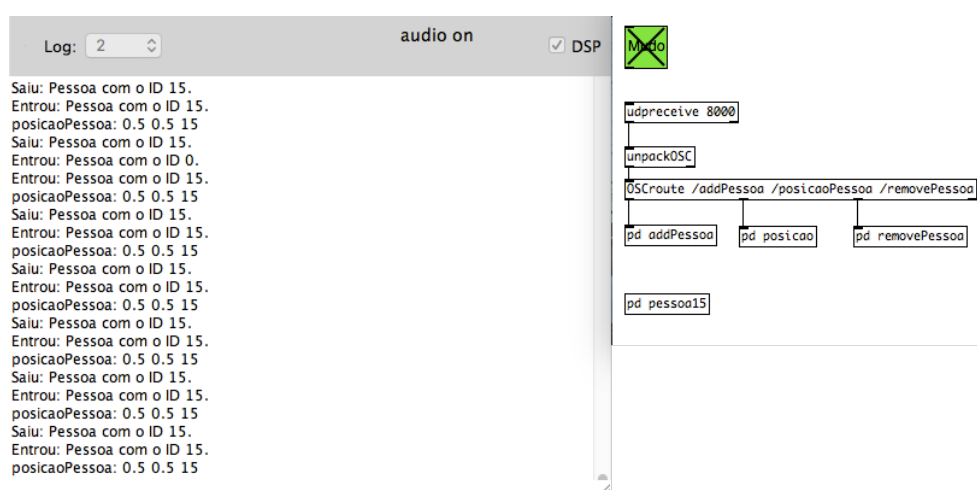 Log: 2
audio on
DSP
Saiu: Pessoa com o ID 15.
Entrou: Pessoa com o ID 15.
posicaoPessoa: 0.5 0.5 15
Saiu: Pessoa com o ID 15.
Entrou: Pessoa com o ID 0.
Entrou: Pessoa com o ID 15.
posicaoPessoa: 0.5 0.5 15
Saiu: Pessoa com o ID 15.
Entrou: Pessoa com o ID 15.
posicaoPessoa: 0.5 0.5 15
Saiu: Pessoa com o ID 15.
Entrou: Pessoa com o ID 15.
posicaoPessoa: 0.5 0.5 15
Saiu: Pessoa com o ID 15.
Entrou: Pessoa com o ID 15.
posicaoPessoa: 0.5 0.5 15
Saiu: Pessoa com o ID 15.
Entrou: Pessoa com o ID 15.
posicaoPessoa: 0.5 0.5 15
Saiu: Pessoa com o ID 15.
Entrou: Pessoa com o ID 15.
posicaoPessoa: 0.5 0.5 15
Mudo
udpreceive 8000
unpackOSC
OSCroute /addPessoa /posicaoPessoa /removePessoa
pd addPessoa
pd posicao
pd removePessoa
pd pessoa15